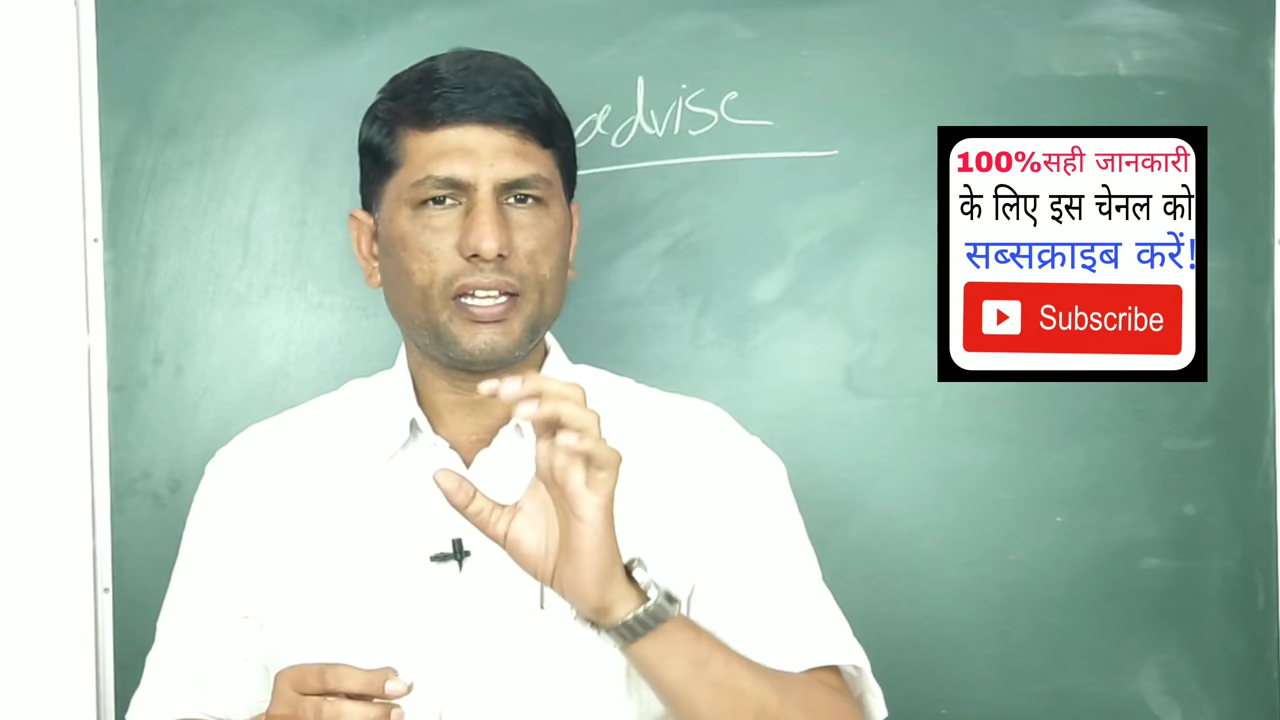 advise
100%सही जानकारी
के लिए इस चेनल को
सब्सक्राइब करें!
Subscribe